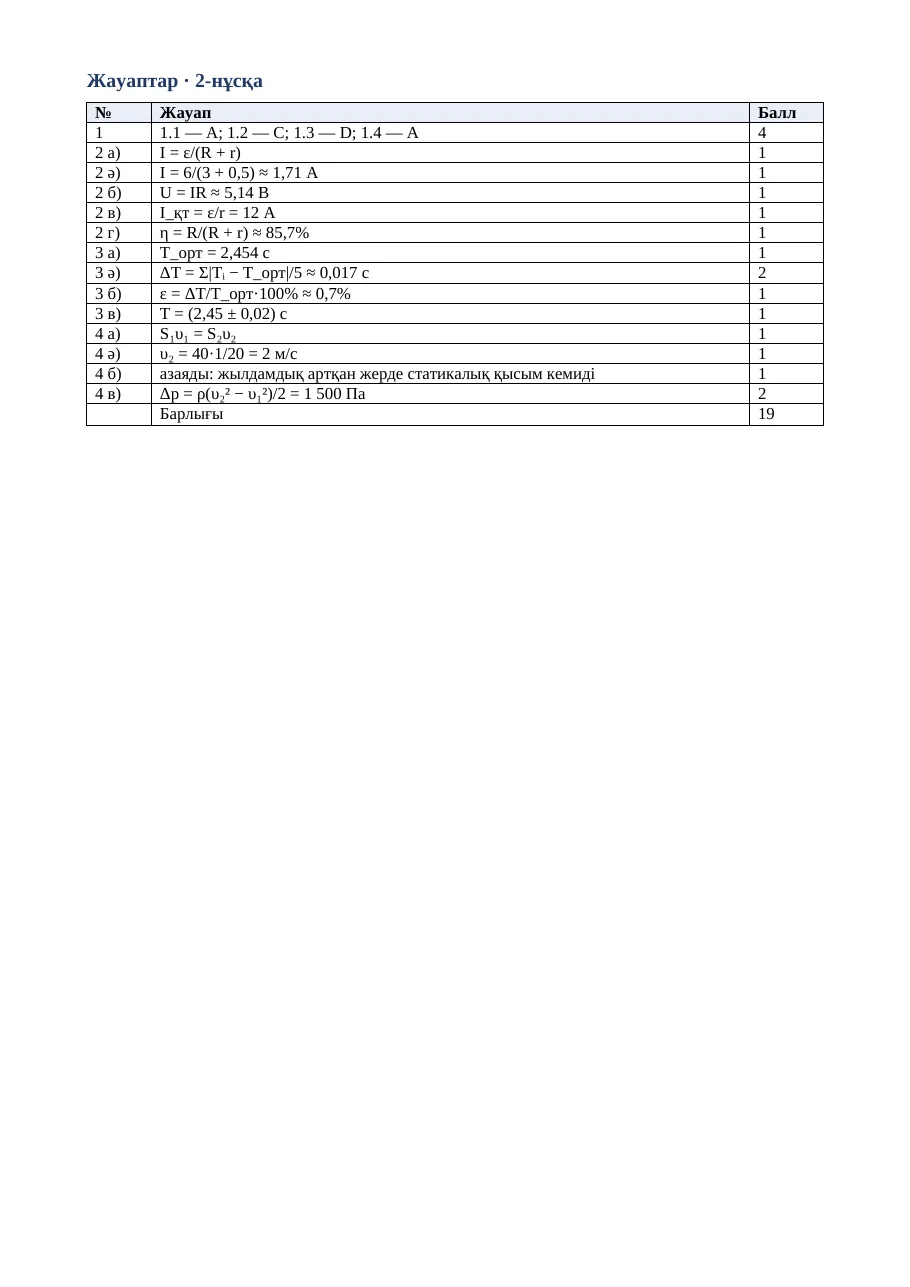 Жауаптар · 2-нұсқа
№ Жауап Балл
1 1.1 — A; 1.2 — C; 1.3 — D; 1.4 — A 4
2 а) I = ε/(R + r) 1
2 ә) I = 6/(3 + 0,5) ≈ 1,71 А 1
2 б) U = IR ≈ 5,14 В 1
2 в) I_қт = ε/r = 12 А 1
2 г) η = R/(R + r) ≈ 85,7% 1
3 а) T_орт = 2,454 с 1
3 ә) ΔT = Σ|Tᵢ − T_орт|/5 ≈ 0,017 с 2
3 б) ε = ΔT/T_орт·100% ≈ 0,7% 1
3 в) T = (2,45 ± 0,02) с 1
4 а) S₁υ₁ = S₂υ₂ 1
4 ә) υ₂ = 40·1/20 = 2 м/с 1
4 б) азаяды: жылдамдық артқан жерде статикалық қысым кемиді 1
4 в) Δp = ρ(υ₂² − υ₁²)/2 = 1 500 Па 2
Барлығы 19